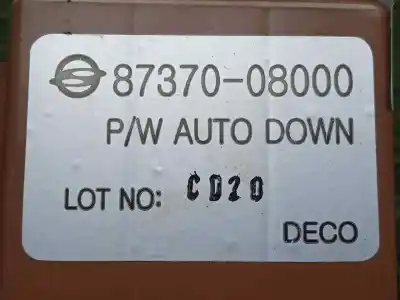 87370-08000
P/W AUTO DOWN
LOT NO: CD20
DECO